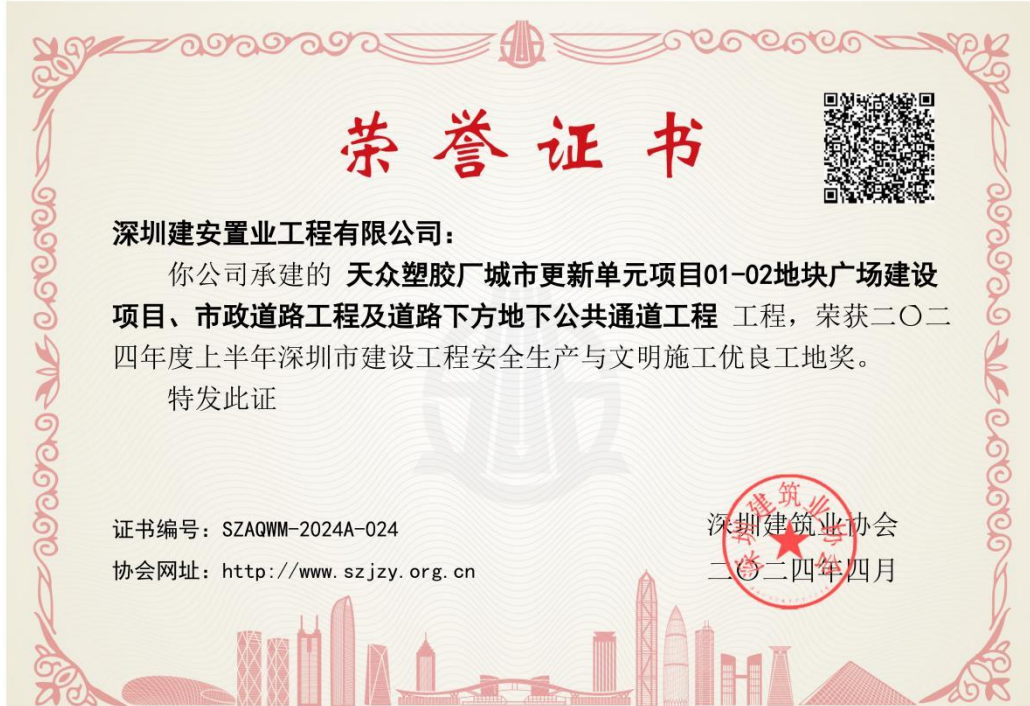 荣誉证书
深圳建安置业工程有限公司：
你公司承建的 天众塑胶厂城市更新单元项目01-02地块广场建设
项目、市政道路工程及道路下方地下公共通道工程 工程，荣获二〇二
四年度上半年深圳市建设工程安全生产与文明施工优良工地奖。
特发此证
证书编号：SZAQWM-2024A-024
协会网址：http://www.szjzy.org.cn
深圳建筑业协会
二〇二四年四月
深圳建筑业协会